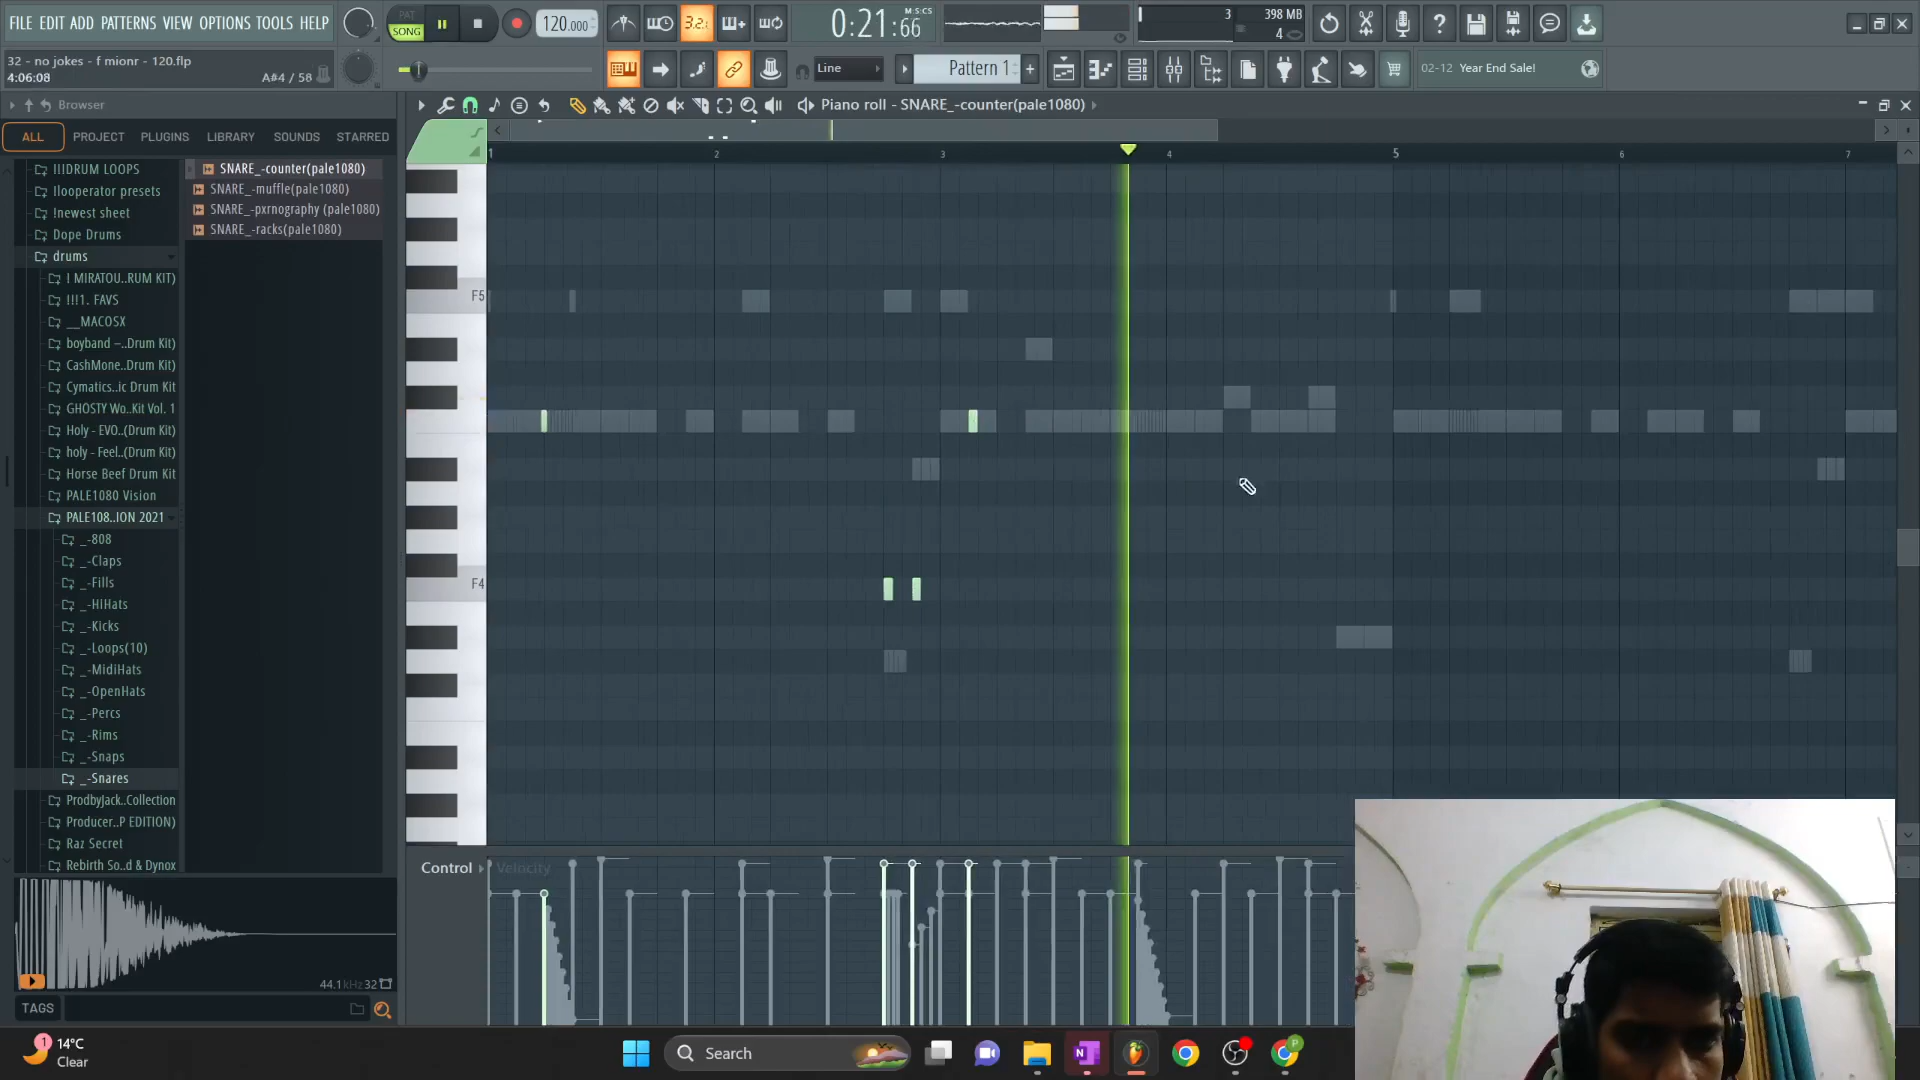 FILE EDIT ADD PATTERNS VIEW OPTIONS TOOLS HELP
PAT
SONG
120.000
3.2.
0:21:66
M:S:CS
3
398 MB
4
32 - no jokes - f mionr - 120.flp
4:06:08
A#4 / 58
Line
Pattern 1
+
02-12 Year End Sale!
Browser
Piano roll - SNARE_-counter(pale1080)
ALL
PROJECT
PLUGINS
LIBRARY
SOUNDS
STARRED
!!!DRUM LOOPS
!looperator presets
!newest sheet
Dope Drums
drums
! MIRATOU..RUM KIT)
!!!1. FAVS
__MACOSX
boyband –..Drum Kit)
CashMone..Drum Kit)
Cymatics..ic Drum Kit
GHOSTY Wo..Kit Vol. 1
Holy - EVO..(Drum Kit)
holy - Feel..(Drum Kit)
Horse Beef Drum Kit
PALE1080 Vision
PALE108..ION 2021
_-808
_-Claps
_-Fills
_-HiHats
_-Kicks
_-Loops(10)
_-MidiHats
_-OpenHats
_-Percs
_-Rims
_-Snaps
_-Snares
ProdbyJack..Collection
Producer..P EDITION)
Raz Secret
Rebirth So..d & Dynox
SNARE_-counter(pale1080)
SNARE_-muffle(pale1080)
SNARE_-pxrnography (pale1080)
SNARE_-racks(pale1080)
1 2 3 4 5 6 7
F5
F4
Control
Velocity
44.1kHz 32
TAGS
1
14°C
Clear
Search